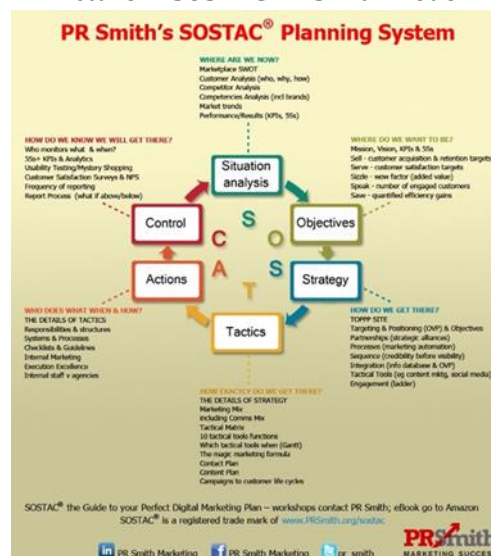 PR Smith's SOSTAC® Planning System
WHERE ARE WE NOW?
Marketplace SWOT
Customer Analysis (who, why, how)
Competitor Analysis
Competencies Analysis (incl brands)
Market trends
Performance/Results (KPIs, 5Ss)
HOW DO WE KNOW WE WILL GET THERE?
Who monitors what & when?
5Ss+ KPIs & Analytics
Usability Testing/Mystery Shopping
Customer Satisfaction Surveys & NPS
Frequency of reporting
Report Process (what if above/below)
WHERE DO WE WANT TO BE?
Mission, Vision, KPIs & 5Ss
Sell - customer acquisition & retention targets
Serve - customer satisfaction targets
Sizzle - wow factor (added value)
Speak - number of engaged customers
Save - quantified efficiency gains
Situation
analysis
Control
S
Objectives
C
O
A
S
T
Actions
Strategy
Tactics
WHO DOES WHAT WHEN & HOW?
THE DETAILS OF TACTICS
Responsibilities & structures
Systems & Processes
Checklists & Guidelines
Internal Marketing
Execution Excellence
Internal staff v agencies
HOW DO WE GET THERE?
TOPPP SITE
Targeting & Positioning (OVP) & Objectives
Partnerships (strategic alliances)
Processes (marketing automation)
Sequence (credibility before visibility)
Integration (info database & OVP)
Tactical Tools (eg content mktg, social media)
Engagement (ladder)
HOW EXACTLY DO WE GET THERE?
THE DETAILS OF STRATEGY
Marketing Mix
including Comms Mix
Tactical Matrix
10 tactical tools functions
Which tactical tools when (Gantt)
The magic marketing formula
Contact Plan
Content Plan
Campaigns to customer life cycles
SOSTAC® the Guide to your Perfect Digital Marketing Plan – workshops contact PR Smith; eBook go to Amazon
SOSTAC® is a registered trade mark of www.PRSmith.org/sostac
in PR Smith Marketing f PR Smith Marketing pr_smith
PRSmith
MARKETING SUCCESS